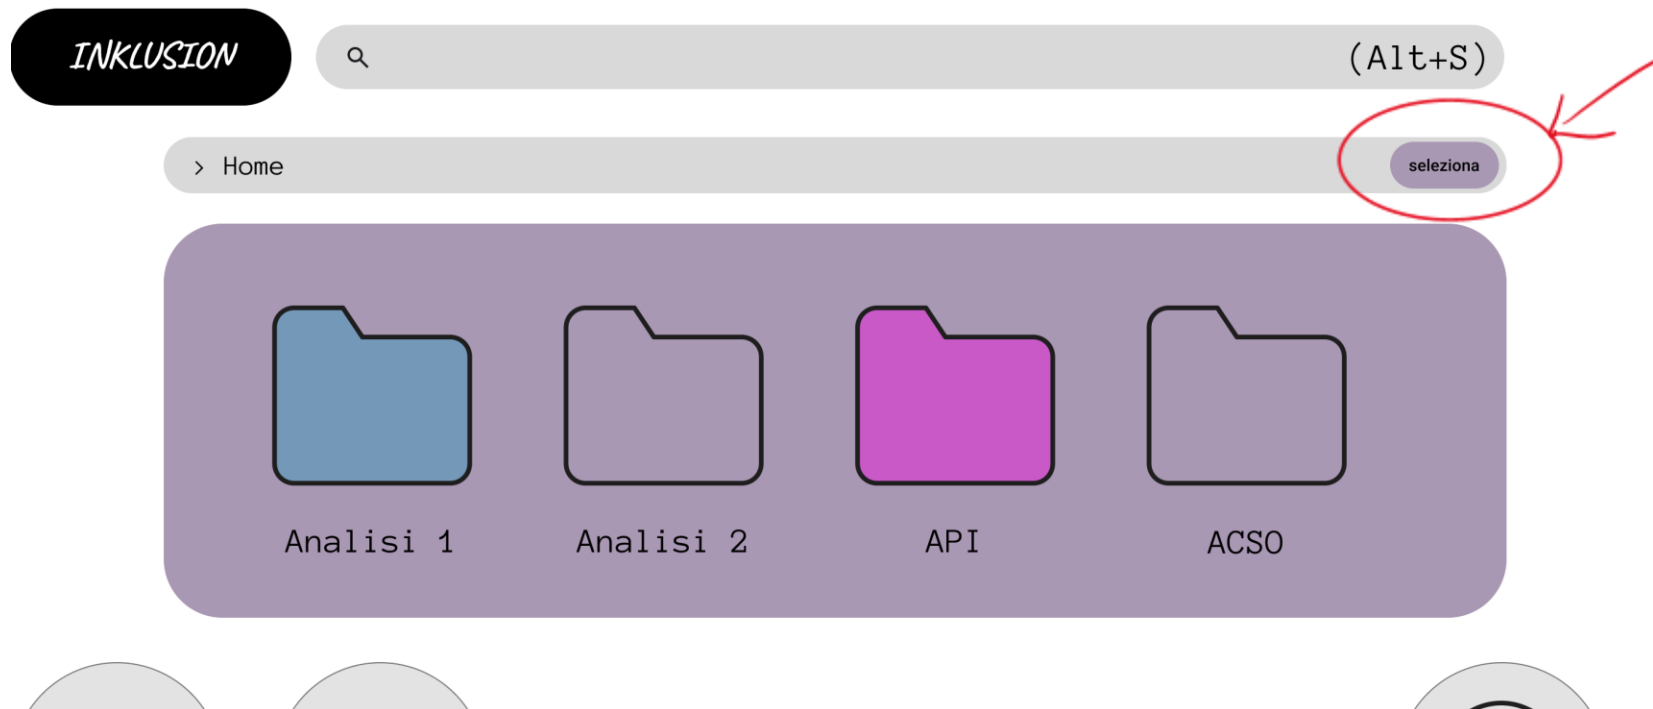 INKLUSION
(Alt+S)
> Home
seleziona
Analisi 1
Analisi 2
API
ACSO